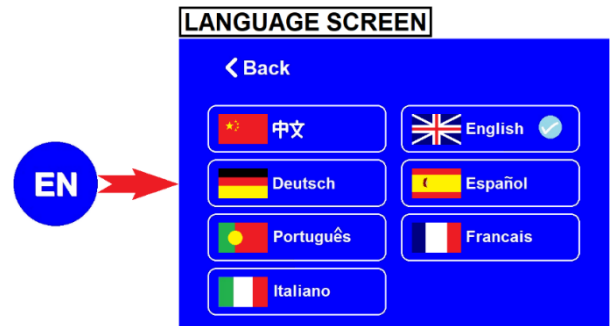 LANGUAGE SCREEN
Back
EN
中文
English
Deutsch
Español
Português
Francais
Italiano